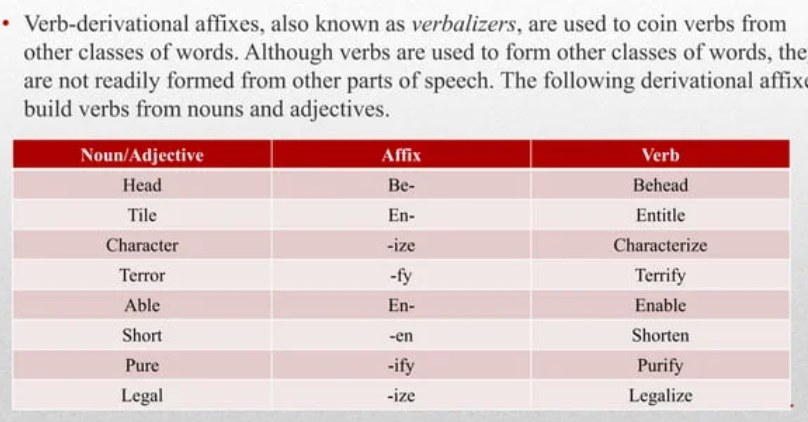 • Verb-derivational affixes, also known as verbalizers, are used to coin verbs from
other classes of words. Although verbs are used to form other classes of words, the
are not readily formed from other parts of speech. The following derivational affixe
build verbs from nouns and adjectives.
Noun/Adjective Affix Verb
Head Be- Behead
Tile En- Entitle
Character -ize Characterize
Terror -fy Terrify
Able En- Enable
Short -en Shorten
Pure -ify Purify
Legal -ize Legalize